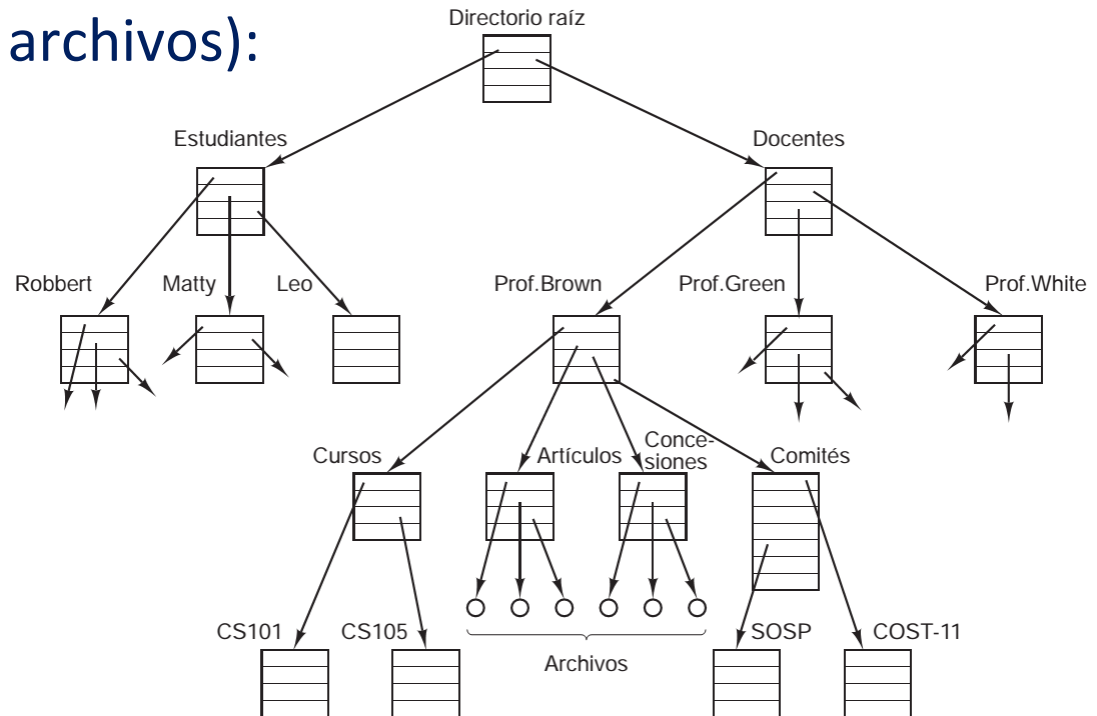 archivos):
Directorio raíz
Estudiantes
Docentes
Robbert
Matty
Leo
Prof.Brown
Prof.Green
Prof.White
Cursos
Artículos
Conce-
siones
Comités
CS101
CS105
Archivos
SOSP
COST-11